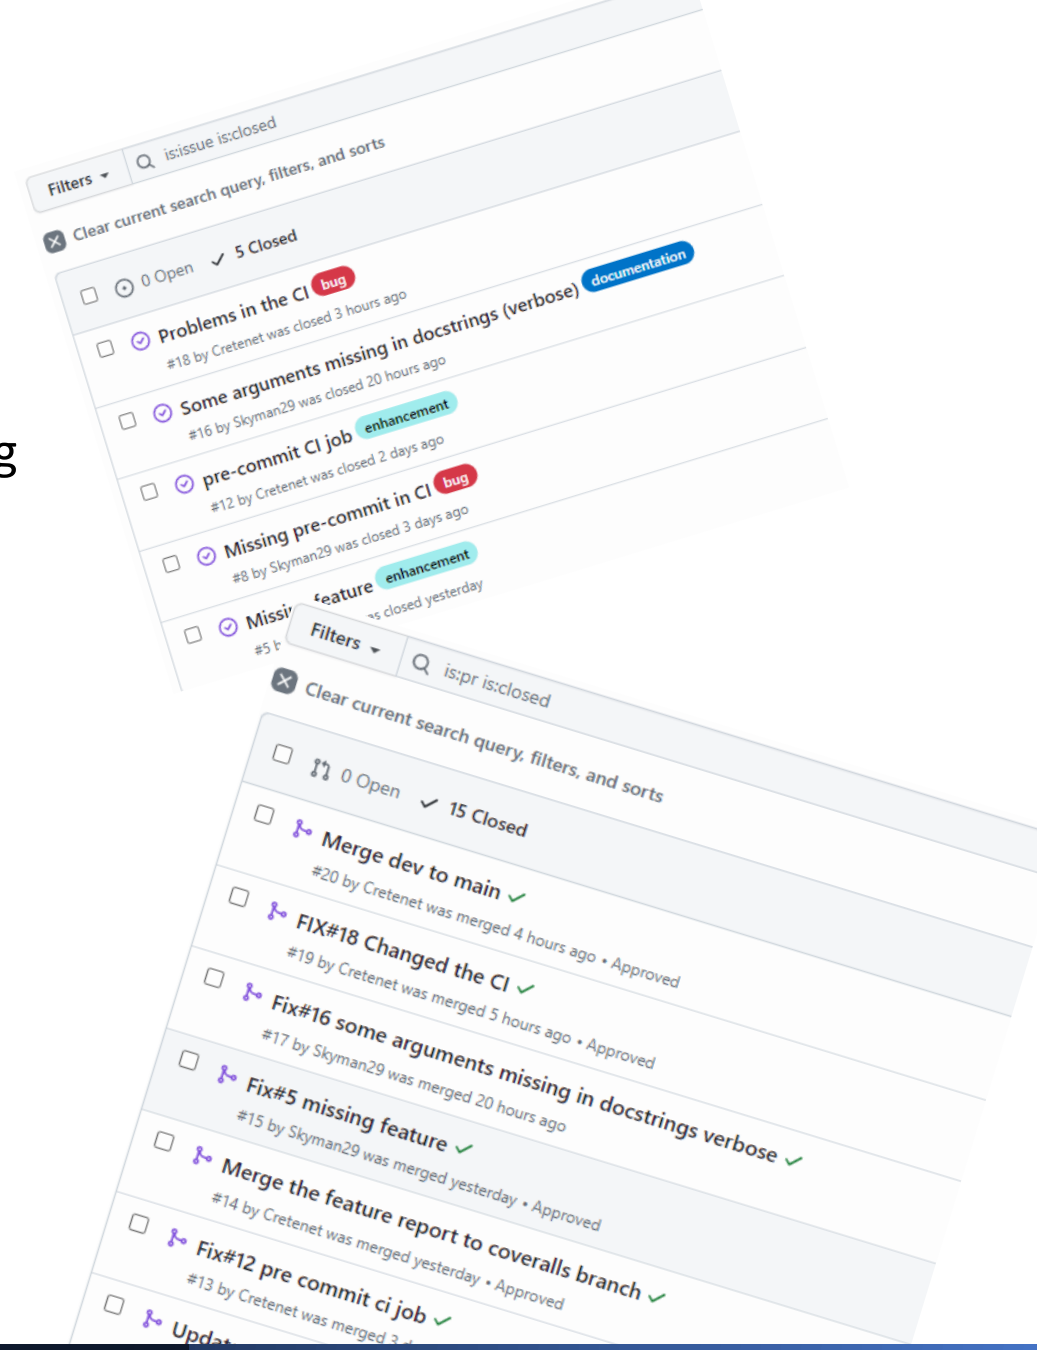 is:issue is:closed
Filters
Clear current search query, filters, and sorts
0 Open 5 Closed
Problems in the CI bug
#18 by Cretenet was closed 3 hours ago
Some arguments missing in docstrings (verbose) documentation
#16 by Skyman29 was closed 20 hours ago
pre-commit CI job enhancement
#12 by Cretenet was closed 2 days ago
g
Missing pre-commit in CI bug
#8 by Skyman29 was closed 3 days ago
feature enhancement
#5 closed yesterday
Filters is:pr is:closed
Clear current search query, filters, and sorts
0 Open 15 Closed
Merge dev to main
#20 by Cretenet was merged 4 hours ago • Approved
FIX#18 Changed the CI
#19 by Cretenet was merged 5 hours ago • Approved
Fix#16 some arguments missing in docstrings verbose
#17 by Skyman29 was merged 20 hours ago
Fix#5 missing feature
#15 by Skyman29 was merged yesterday • Approved
Merge the feature report to coveralls branch
#14 by Cretenet was merged yesterday • Approved
Fix#12 pre commit ci job
#13 by Cretenet was merged 3